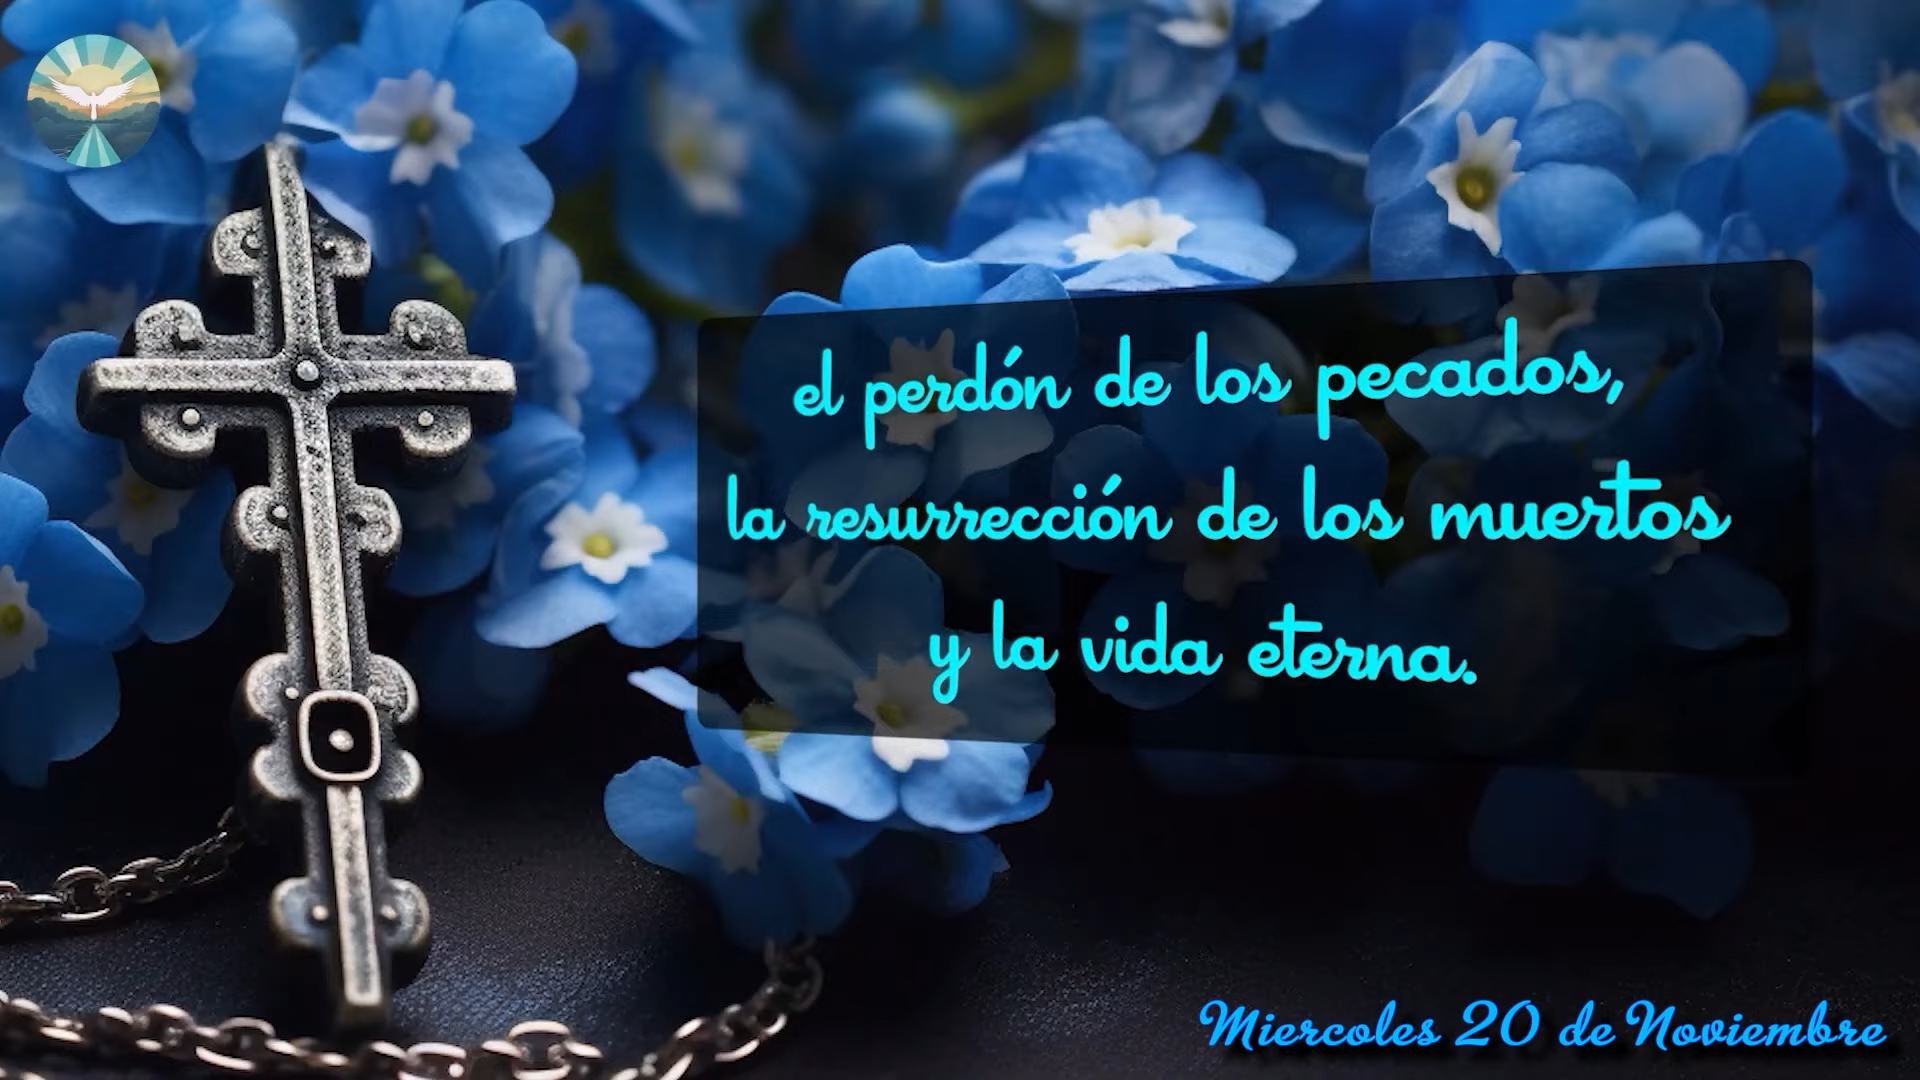 el perdón de los pecados,
la resurrección de los muertos
y la vida eterna.
Miercoles 20 de Noviembre